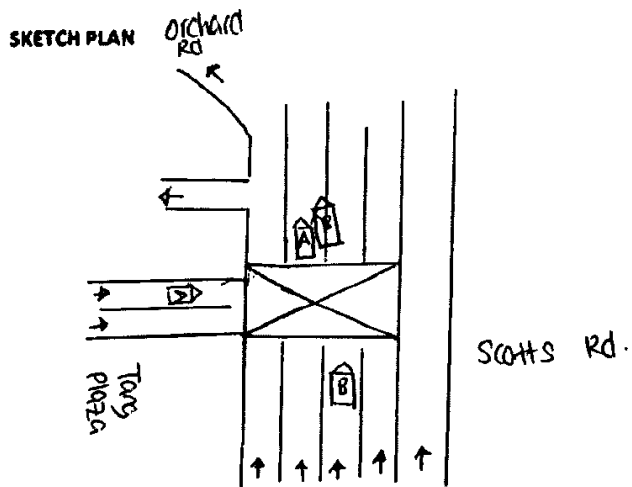 SKETCH PLAN
Orchard
Rd
A
B
A
B
Scotts Rd.
Tang
Plaza